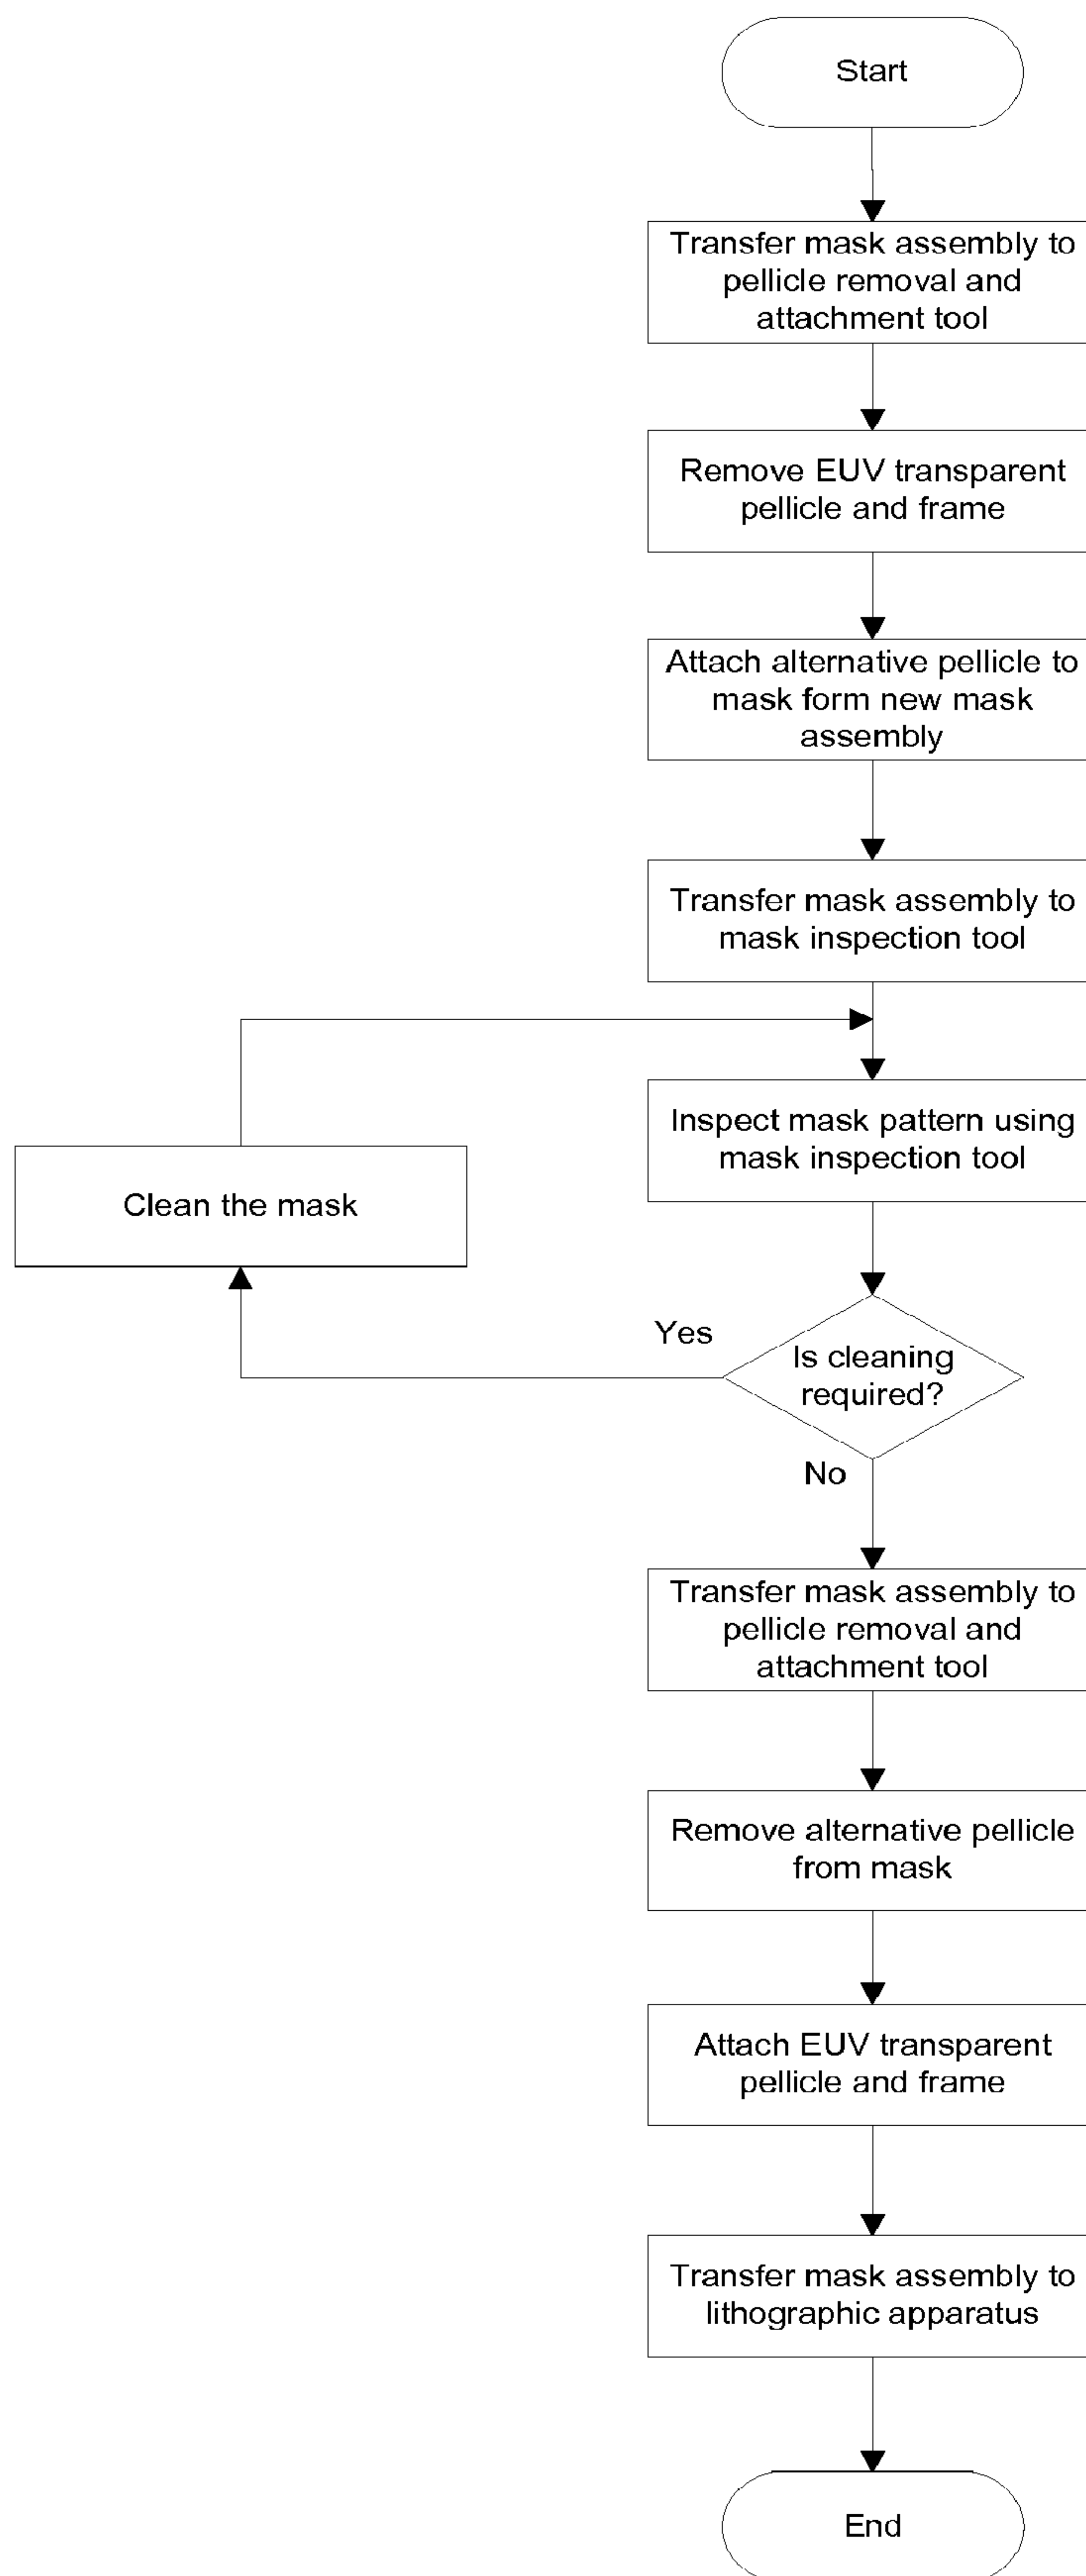 Start
Transfer mask assembly to
pellicle removal and
attachment tool
Remove EUV transparent
pellicle and frame
Attach alternative pellicle to
mask form new mask
assembly
Transfer mask assembly to
mask inspection tool
Inspect mask pattern using
mask inspection tool
Clean the mask
Yes
Is cleaning
required?
No
Transfer mask assembly to
pellicle removal and
attachment tool
Remove alternative pellicle
from mask
Attach EUV transparent
pellicle and frame
Transfer mask assembly to
lithographic apparatus
End